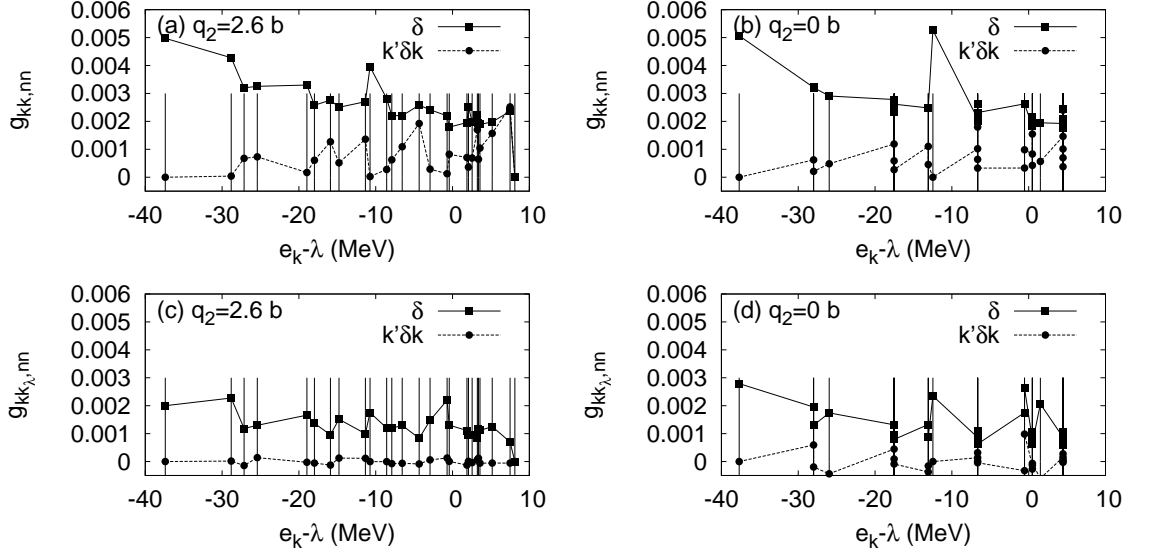 (a) q₂=2.6 b
δ
k'δk
0.006
0.005
0.004
0.003
0.002
0.001
0
g_kk,nn
-40 -30 -20 -10 0 10
e_k-λ (MeV)
(b) q₂=0 b
δ
k'δk
0.006
0.005
0.004
0.003
0.002
0.001
0
g_kk,nn
-40 -30 -20 -10 0 10
e_k-λ (MeV)
(c) q₂=2.6 b
δ
k'δk
0.006
0.005
0.004
0.003
0.002
0.001
0
g_kk_λ,nn
-40 -30 -20 -10 0 10
e_k-λ (MeV)
(d) q₂=0 b
δ
k'δk
0.006
0.005
0.004
0.003
0.002
0.001
0
g_kk_λ,nn
-40 -30 -20 -10 0 10
e_k-λ (MeV)